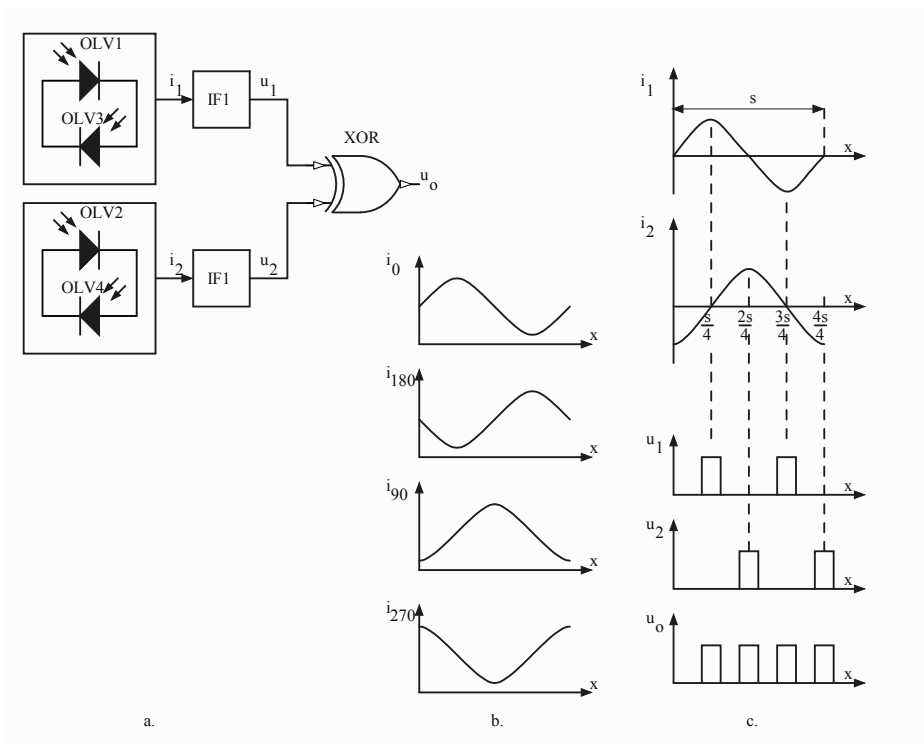 OLV1
OLV3
i1
IF1
u1
XOR
uo
OLV2
OLV4
i2
IF1
u2
i0
x
i180
x
i90
x
i270
x
i1
s
x
i2
x
s/4
2s/4
3s/4
4s/4
u1
x
u2
x
uo
x
a.
b.
c.